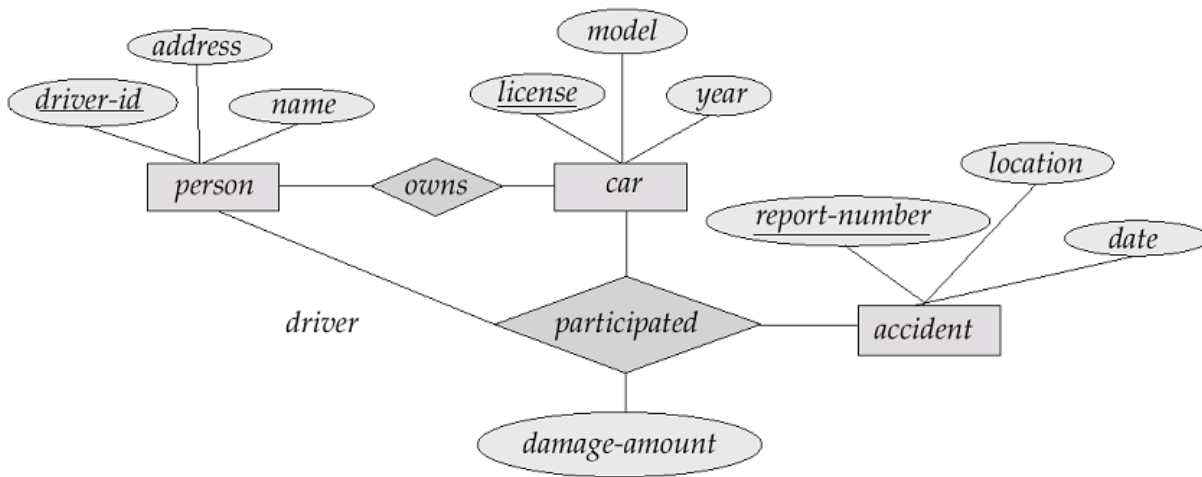 model
address
driver-id
name
license
year
person
owns
car
location
report-number
date
driver
participated
accident
damage-amount